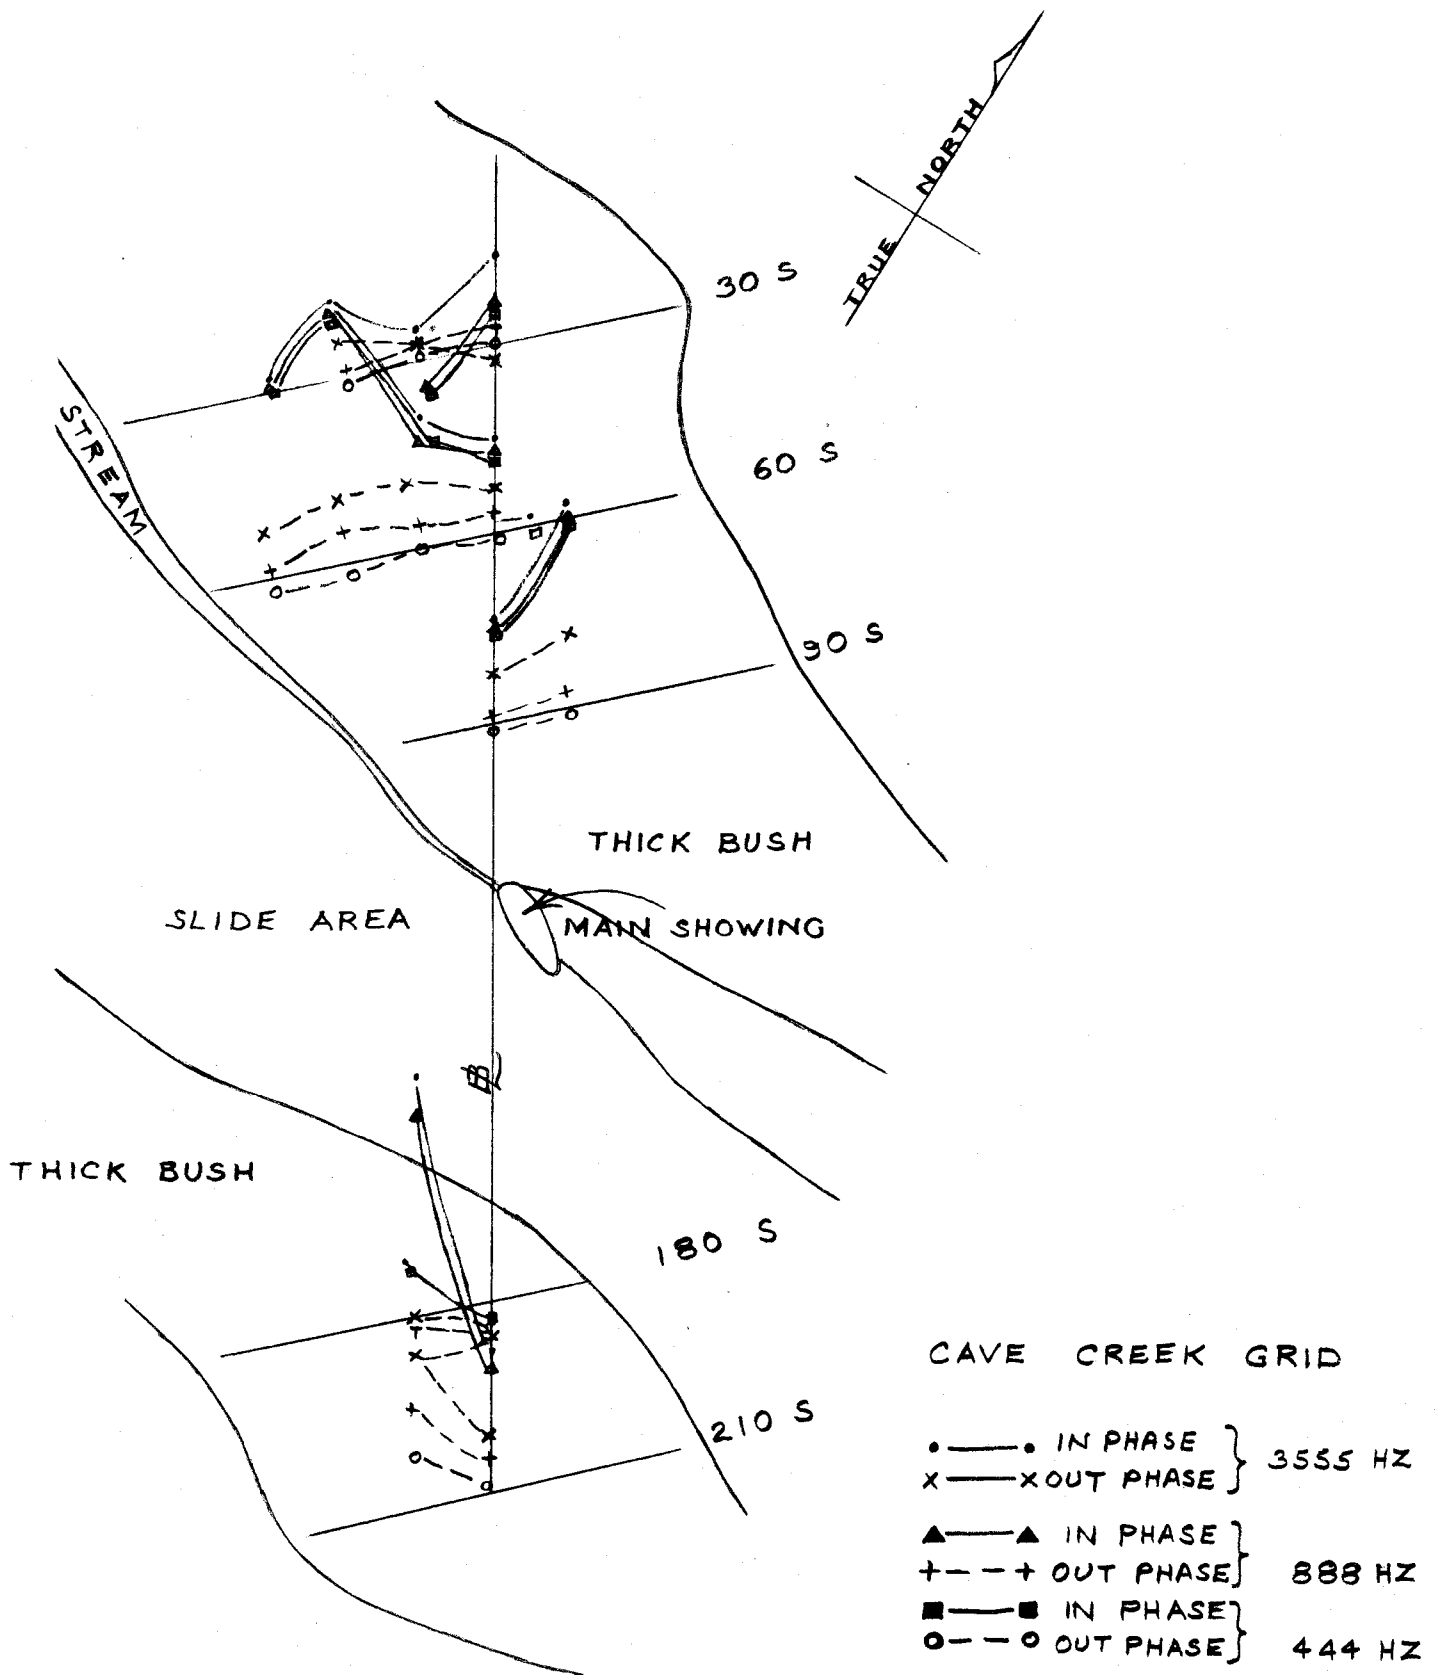 TRUE NORTH
30 S
STREAM
60 S
90 S
THICK BUSH
SLIDE AREA
MAIN SHOWING
THICK BUSH
180 S
210 S
CAVE CREEK GRID
IN PHASE
OUT PHASE
3555 HZ
IN PHASE
OUT PHASE
888 HZ
IN PHASE
OUT PHASE
444 HZ